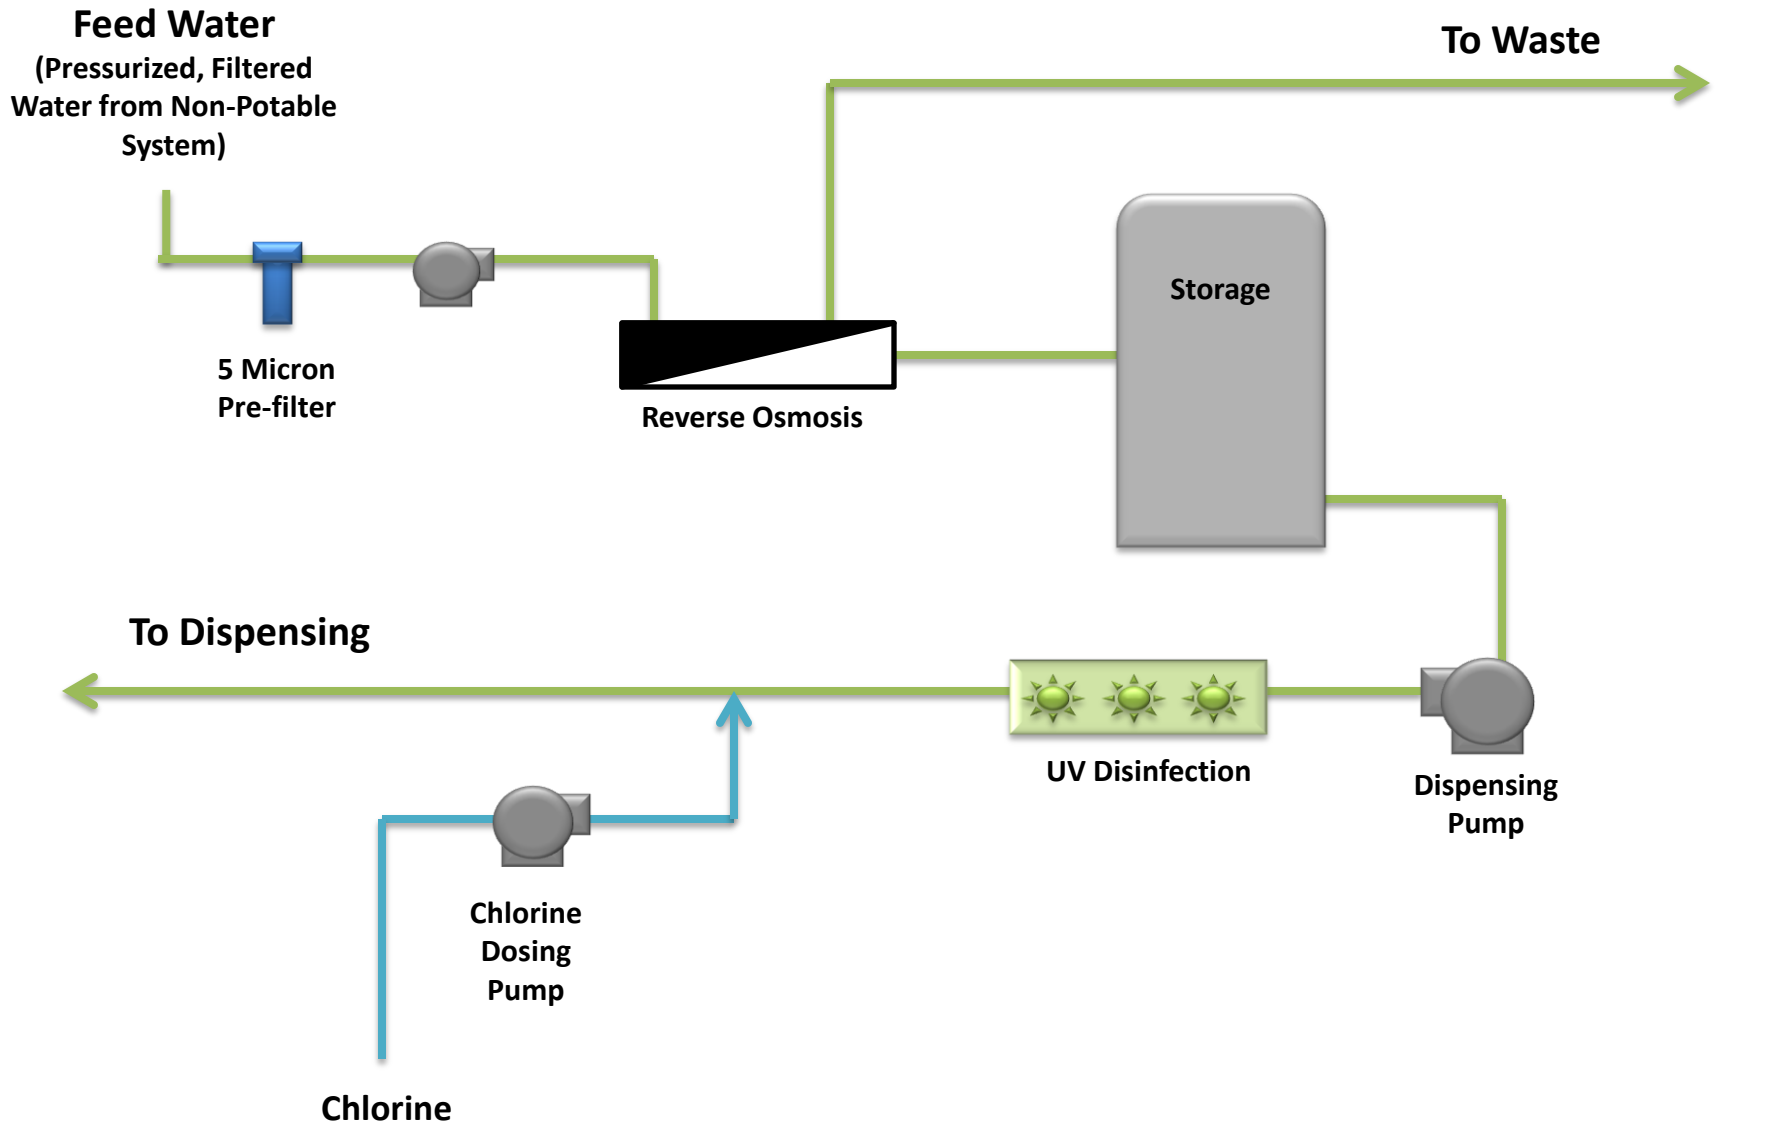 Feed Water
(Pressurized, Filtered
Water from Non-Potable
System)
To Waste
Storage
5 Micron
Pre-filter
Reverse Osmosis
To Dispensing
UV Disinfection
Dispensing
Pump
Chlorine
Dosing
Pump
Chlorine